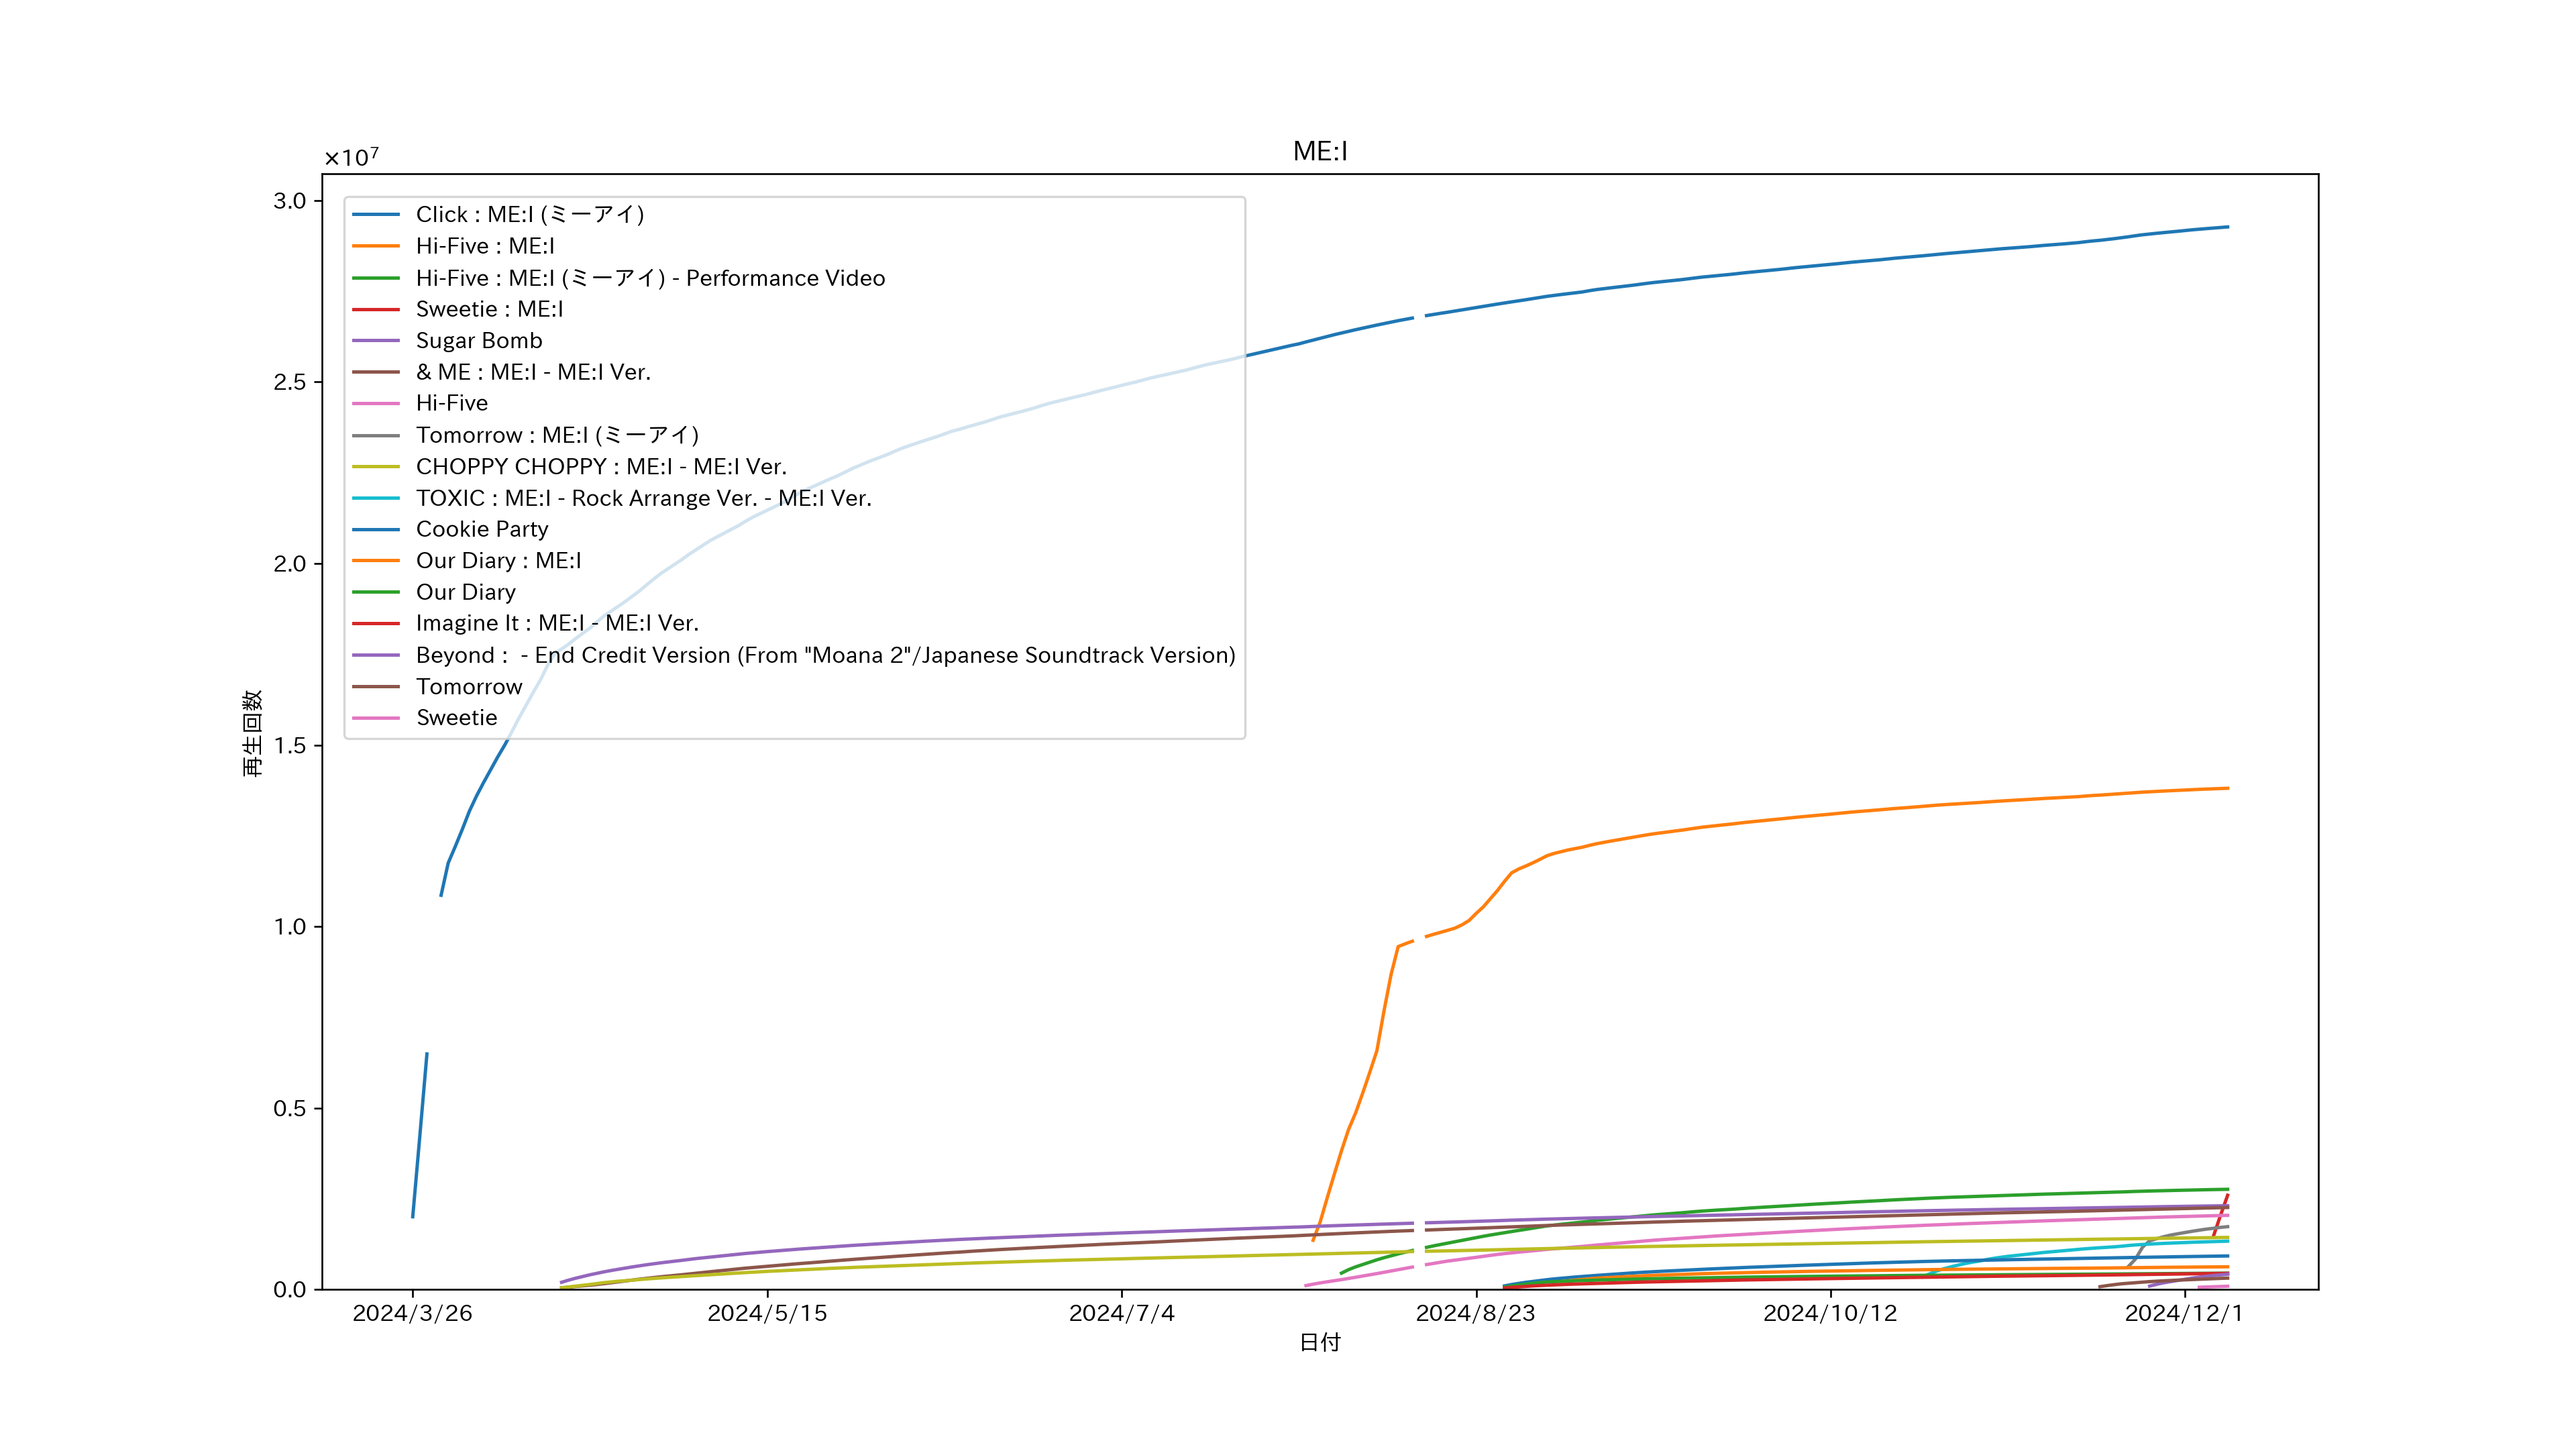 ME:I
×10⁷
3.0
2.5
2.0
1.5
1.0
0.5
0.0
再生回数
Click : ME:I (ミーアイ)
Hi-Five : ME:I
Hi-Five : ME:I (ミーアイ) - Performance Video
Sweetie : ME:I
Sugar Bomb
& ME : ME:I - ME:I Ver.
Hi-Five
Tomorrow : ME:I (ミーアイ)
CHOPPY CHOPPY : ME:I - ME:I Ver.
TOXIC : ME:I - Rock Arrange Ver. - ME:I Ver.
Cookie Party
Our Diary : ME:I
Our Diary
Imagine It : ME:I - ME:I Ver.
Beyond :  - End Credit Version (From "Moana 2"/Japanese Soundtrack Version)
Tomorrow
Sweetie
2024/3/26 2024/5/15 2024/7/4 2024/8/23 2024/10/12 2024/12/1
日付